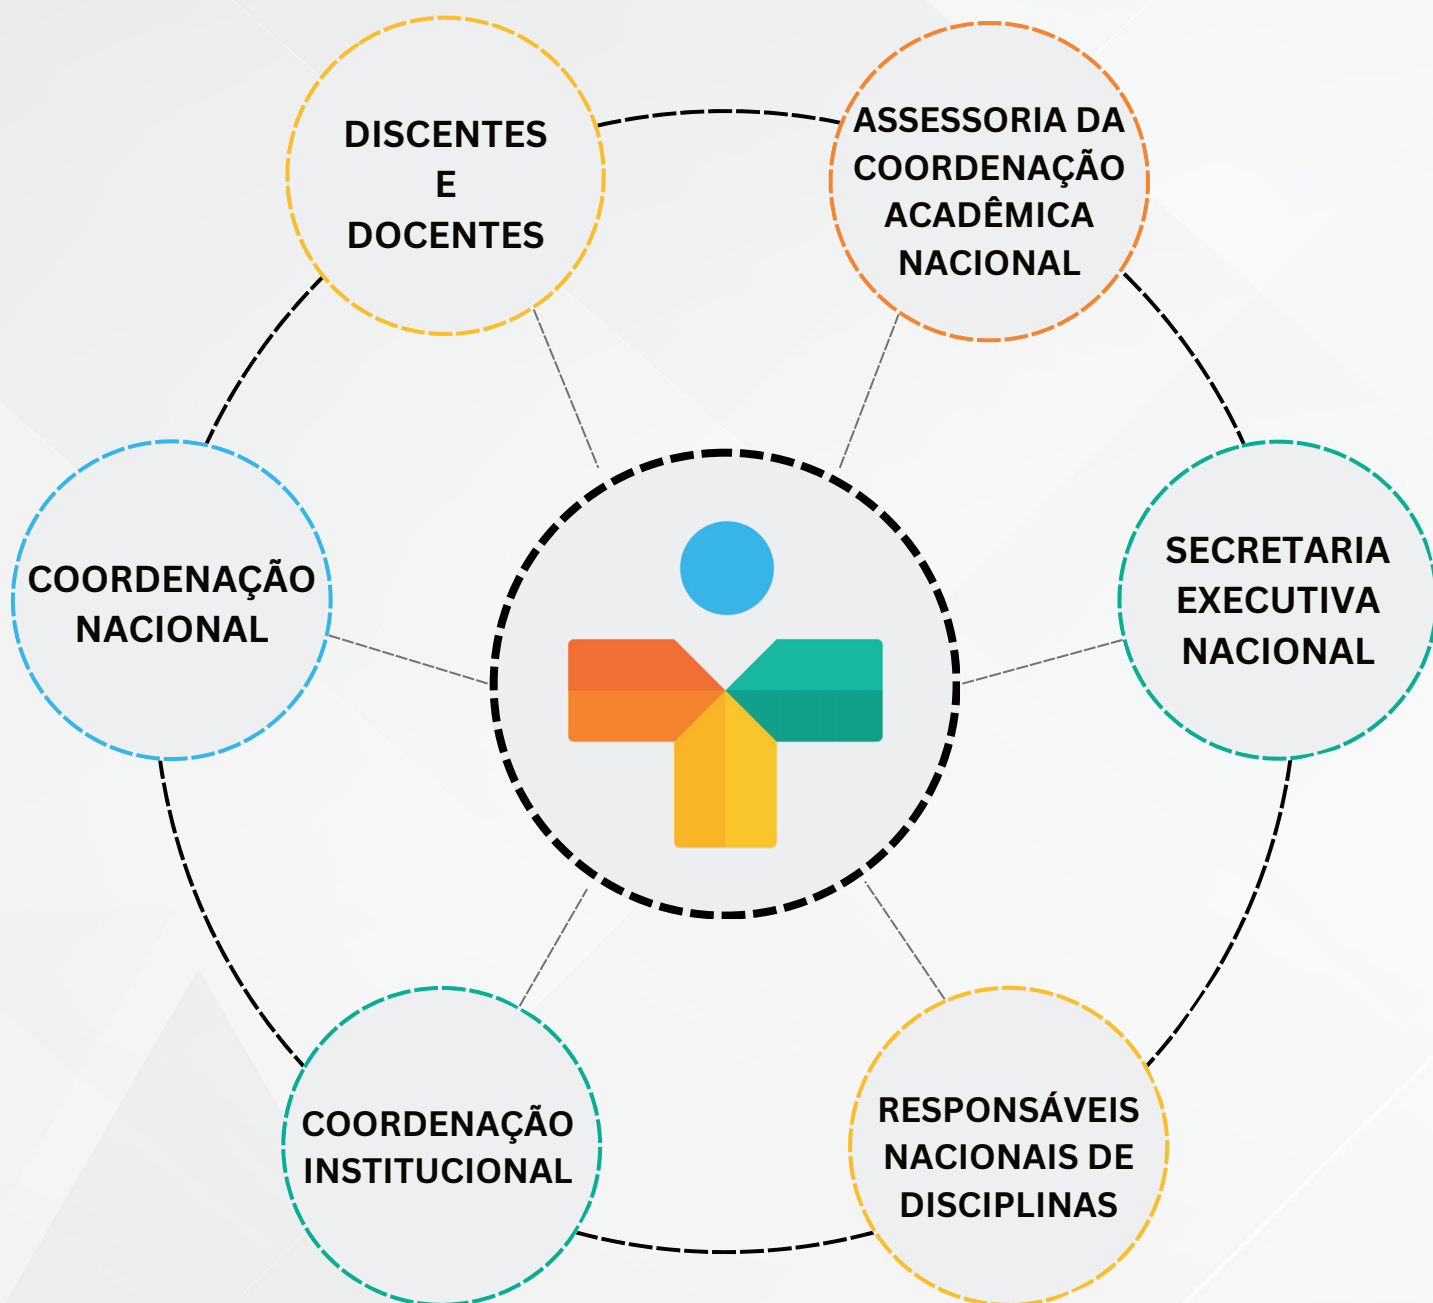 DISCENTES
E
DOCENTES
ASSESSORIA DA
COORDENAÇÃO
ACADÊMICA
NACIONAL
COORDENAÇÃO
NACIONAL
SECRETARIA
EXECUTIVA
NACIONAL
COORDENAÇÃO
INSTITUCIONAL
RESPONSÁVEIS
NACIONAIS DE
DISCIPLINAS